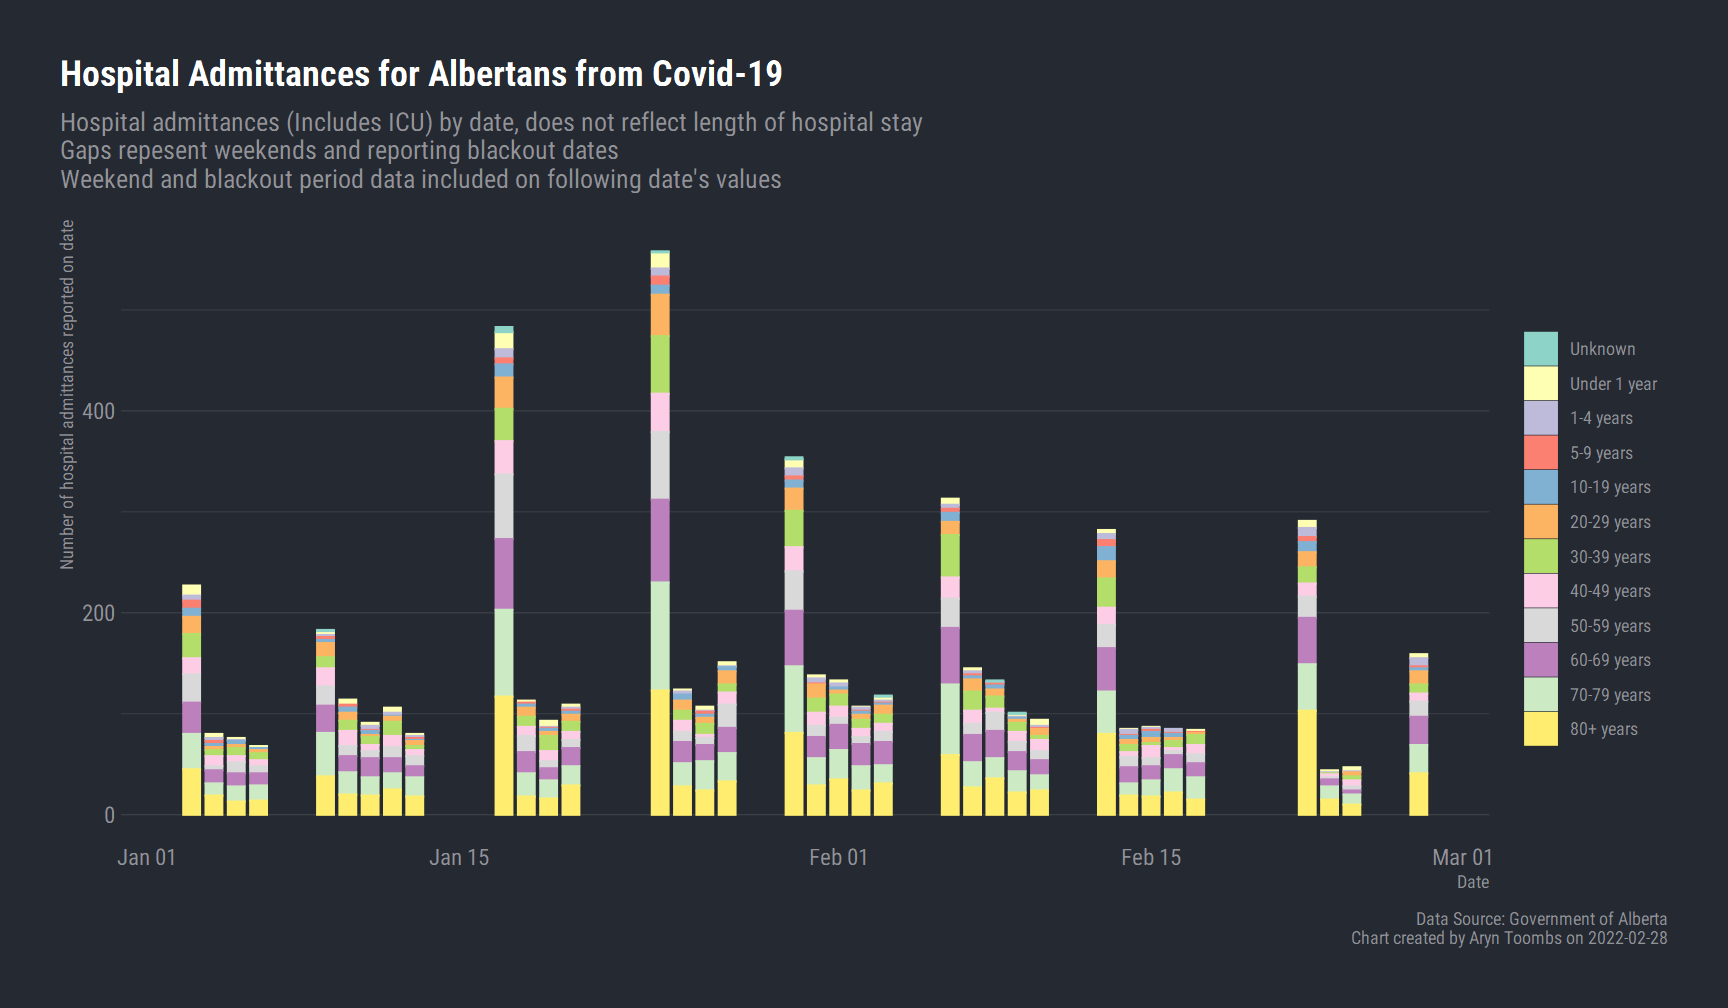 Hospital Admittances for Albertans from Covid-19
Hospital admittances (Includes ICU) by date, does not reflect length of hospital stay
Gaps repesent weekends and reporting blackout dates
Weekend and blackout period data included on following date's values
Number of hospital admittances reported on date
400
200
0
Jan 01
Jan 15
Feb 01
Feb 15
Mar 01
Date
Unknown
Under 1 year
1-4 years
5-9 years
10-19 years
20-29 years
30-39 years
40-49 years
50-59 years
60-69 years
70-79 years
80+ years
Data Source: Government of Alberta
Chart created by Aryn Toombs on 2022-02-28